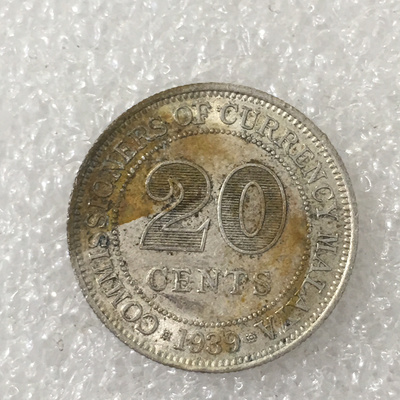 COMMISSIONERS OF CURRENCY MALAYA
20
CENTS
1939